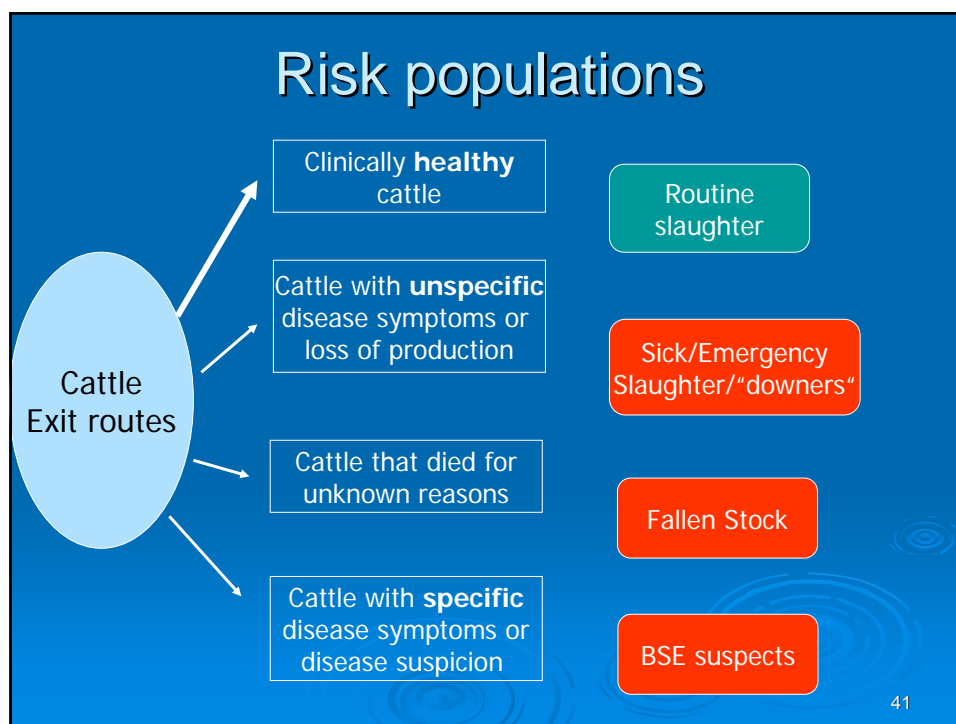 Risk populations
Cattle
Exit routes
Clinically healthy
cattle
Routine
slaughter
Cattle with unspecific
disease symptoms or
loss of production
Sick/Emergency
Slaughter/“downers“
Cattle that died for
unknown reasons
Fallen Stock
Cattle with specific
disease symptoms or
disease suspicion
BSE suspects
41